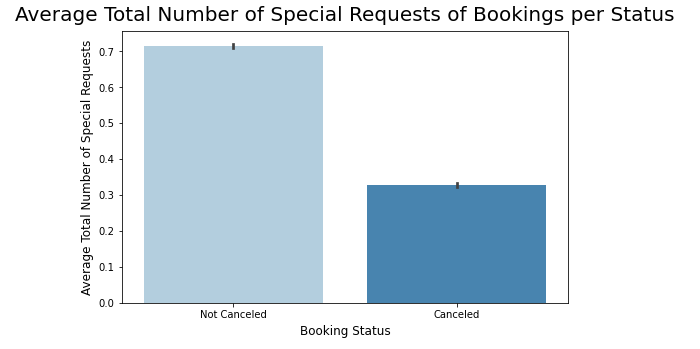 Average Total Number of Special Requests of Bookings per Status
Average Total Number of Special Requests
0.7
0.6
0.5
0.4
0.3
0.2
0.1
0.0
Not Canceled
Canceled
Booking Status